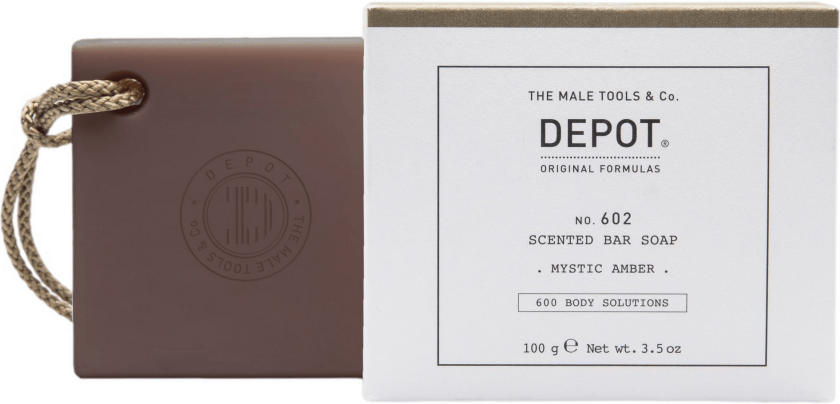 DEPOT
THE MALE TOOLS & Co
THE MALE TOOLS & Co.
DEPOT®
ORIGINAL FORMULAS
NO. 602
SCENTED BAR SOAP
. MYSTIC AMBER .
600 BODY SOLUTIONS
100 g ℮ Net wt. 3.5 oz